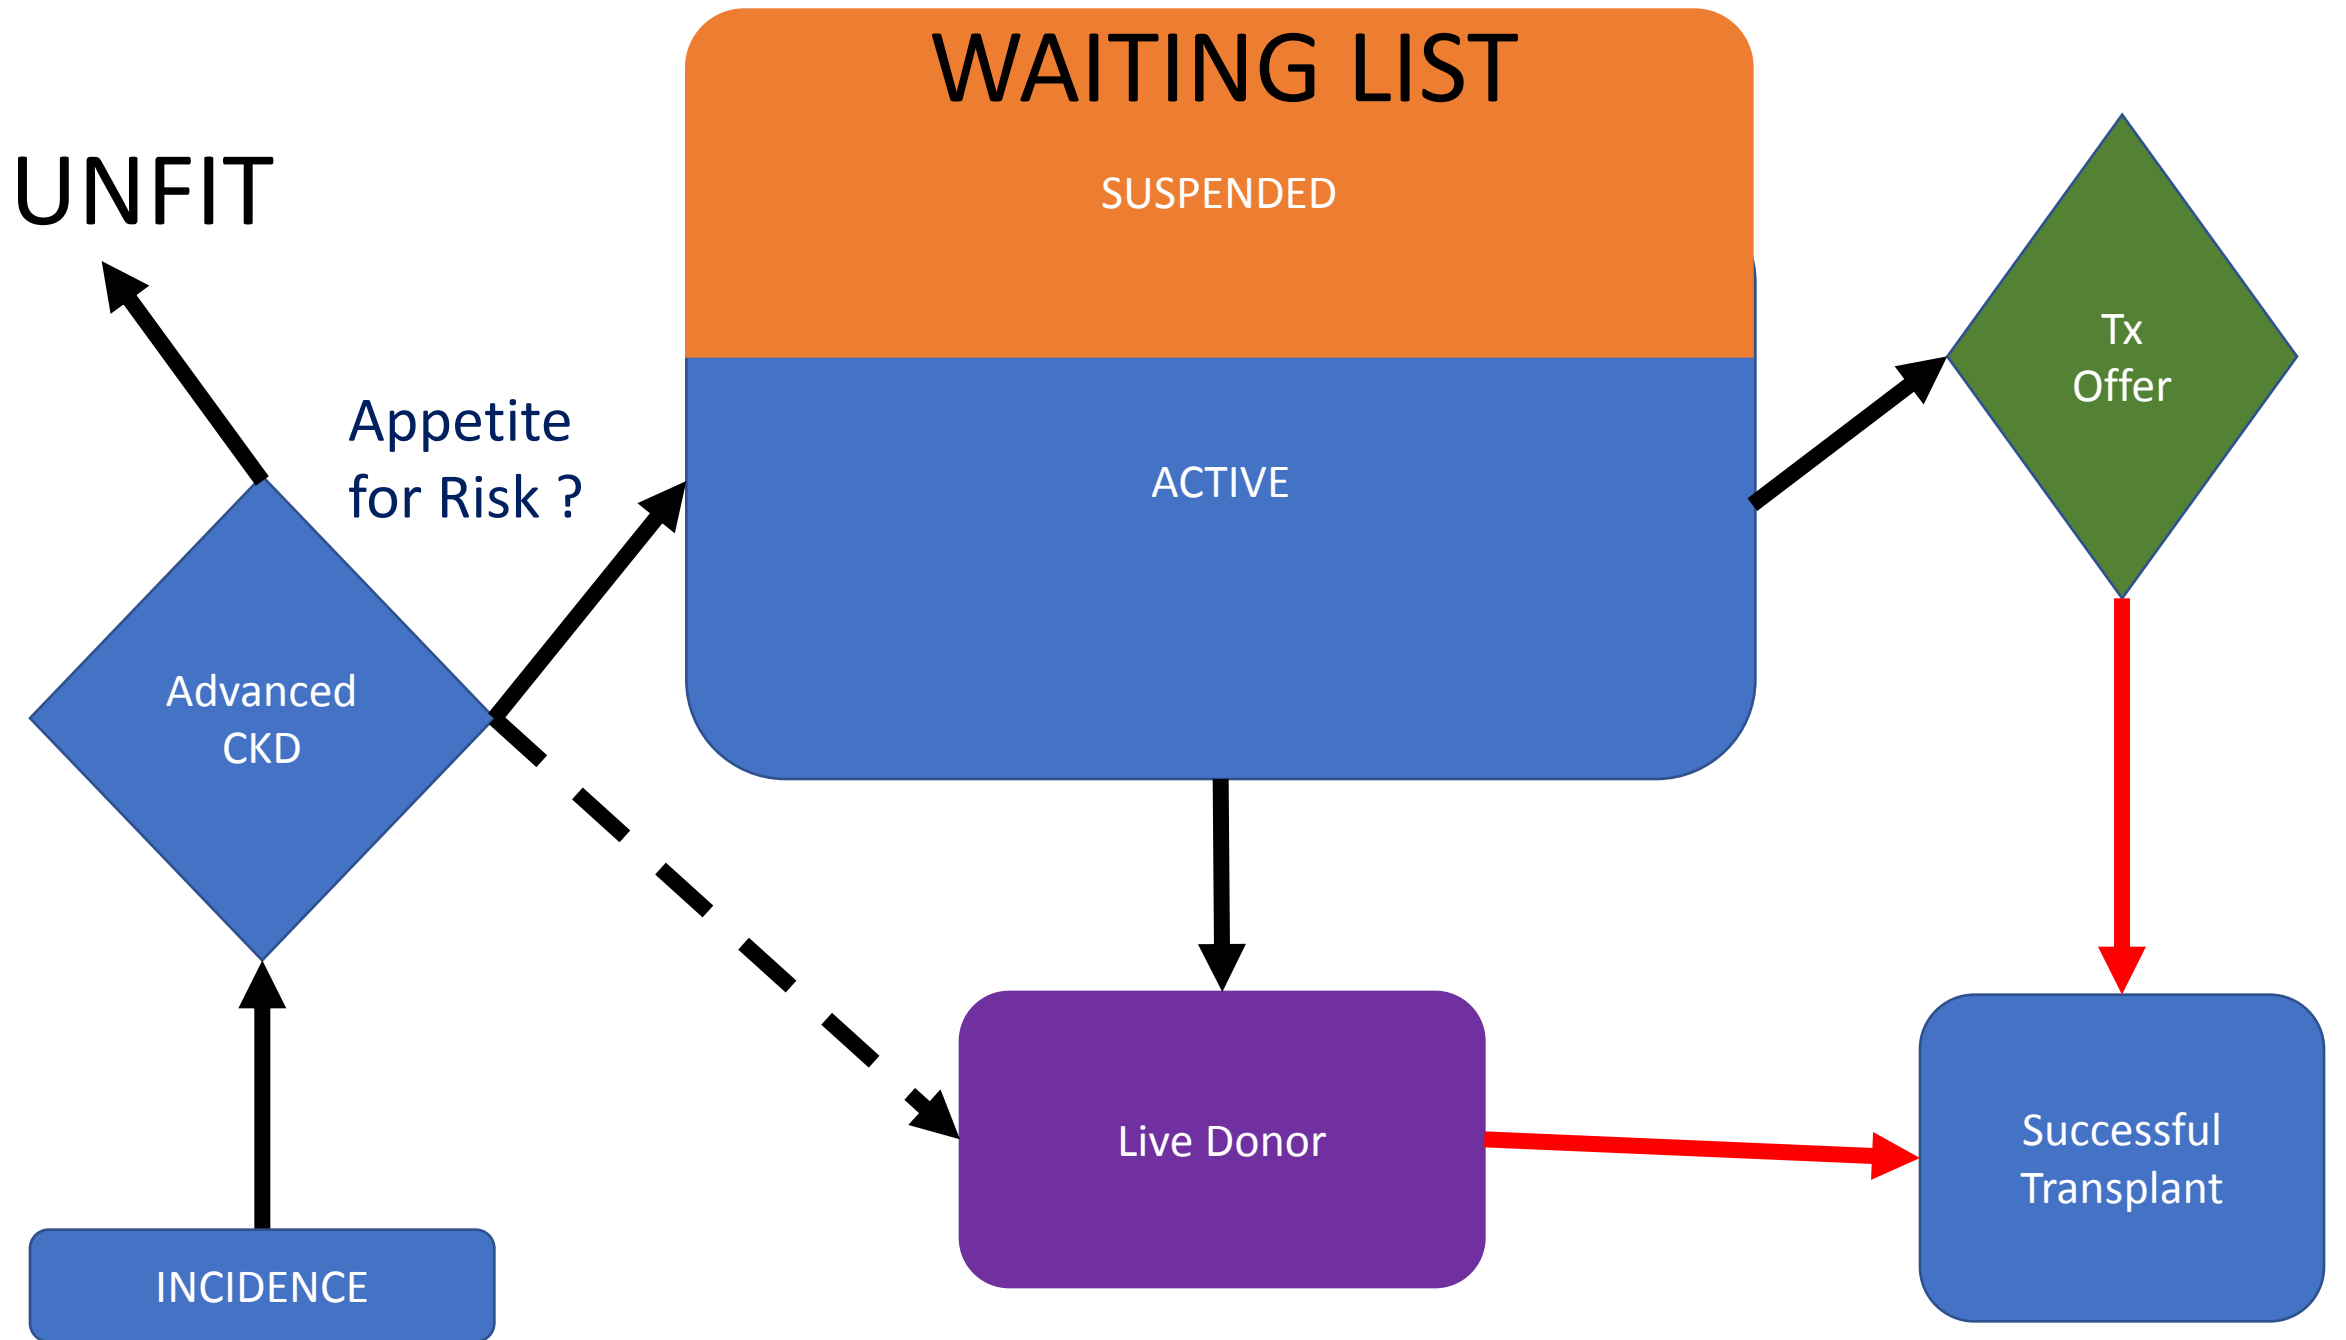 WAITING LIST
SUSPENDED
UNFIT
Appetite
for Risk ?
ACTIVE
Tx
Offer
Advanced
CKD
Live Donor
Successful
Transplant
INCIDENCE